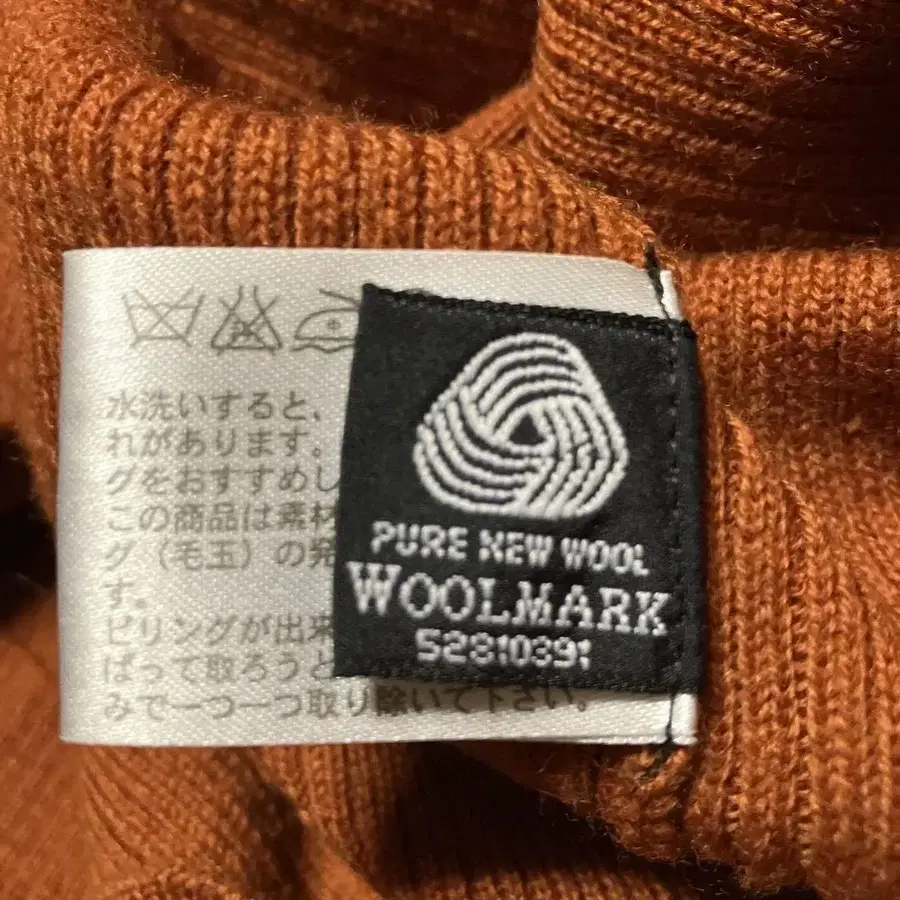 水洗いすると、
れがあります。
グをおすすめし
この商品は素材
グ（毛玉）の発
す。
ピリングが出来
ぱって取ろうと
みで一つ一つ取り除いて下さい。
PURE NEW WOOL
WOOLMARK
52810391